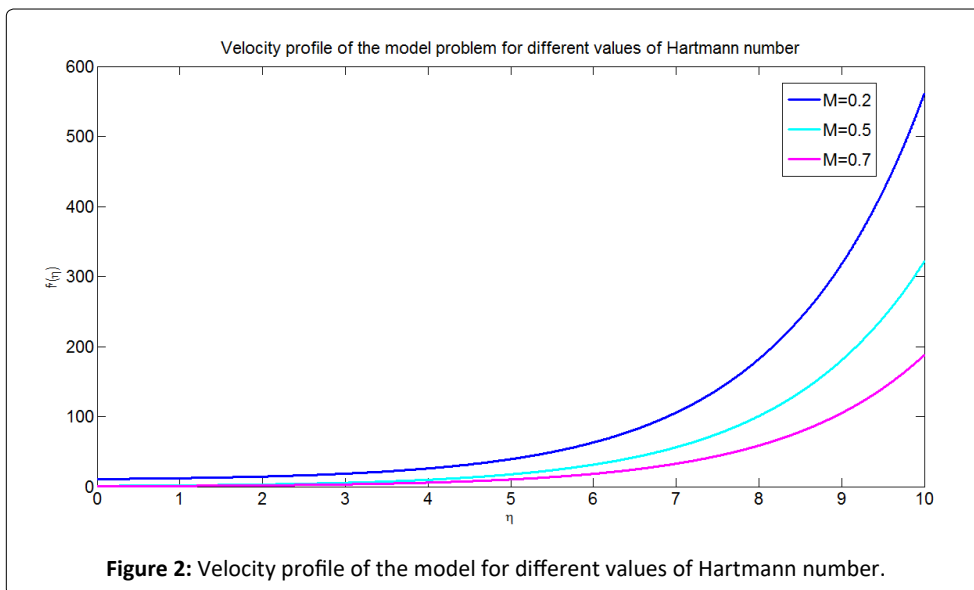 Velocity profile of the model problem for different values of Hartmann number
600
500
400
300
200
100
0
f'(η)
M=0.2
M=0.5
M=0.7
0 1 2 3 4 5 6 7 8 9 10
η
Figure 2: Velocity profile of the model for different values of Hartmann number.